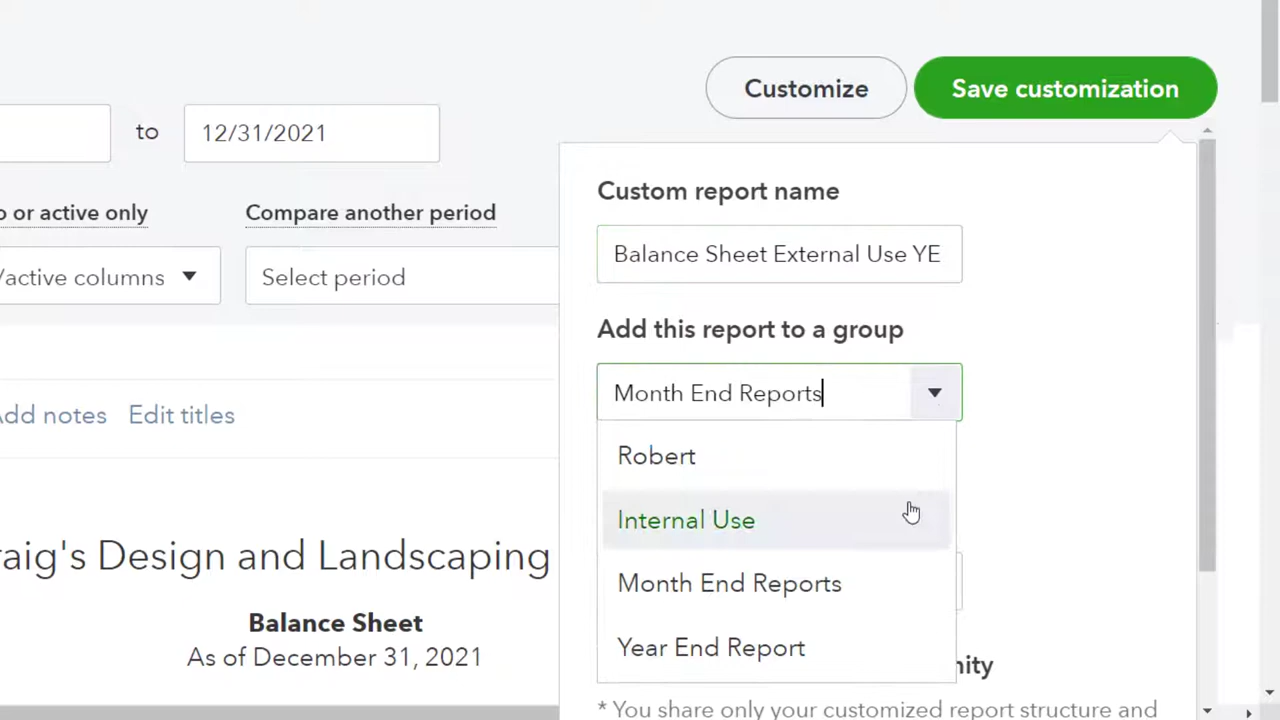 Customize
Save customization
to
12/31/2021
or active only
Compare another period
/active columns
Select period
Custom report name
Balance Sheet External Use YE
Add this report to a group
Month End Reports
Robert
Internal Use
Month End Reports
Year End Report
notes
Edit titles
Design and Landscaping
Balance Sheet
As of December 31, 2021
* You share only your customized report structure and